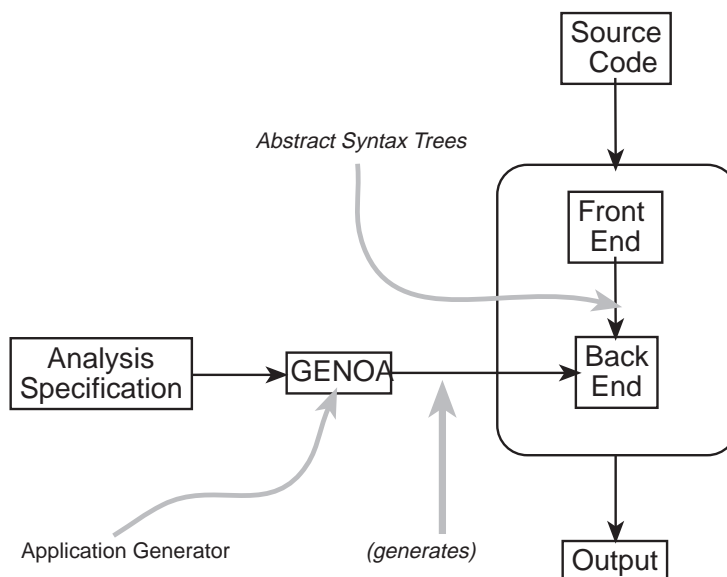 Source
Code
Abstract Syntax Trees
Front
End
Analysis
Specification
GENOA
Back
End
Application Generator
(generates)
Output